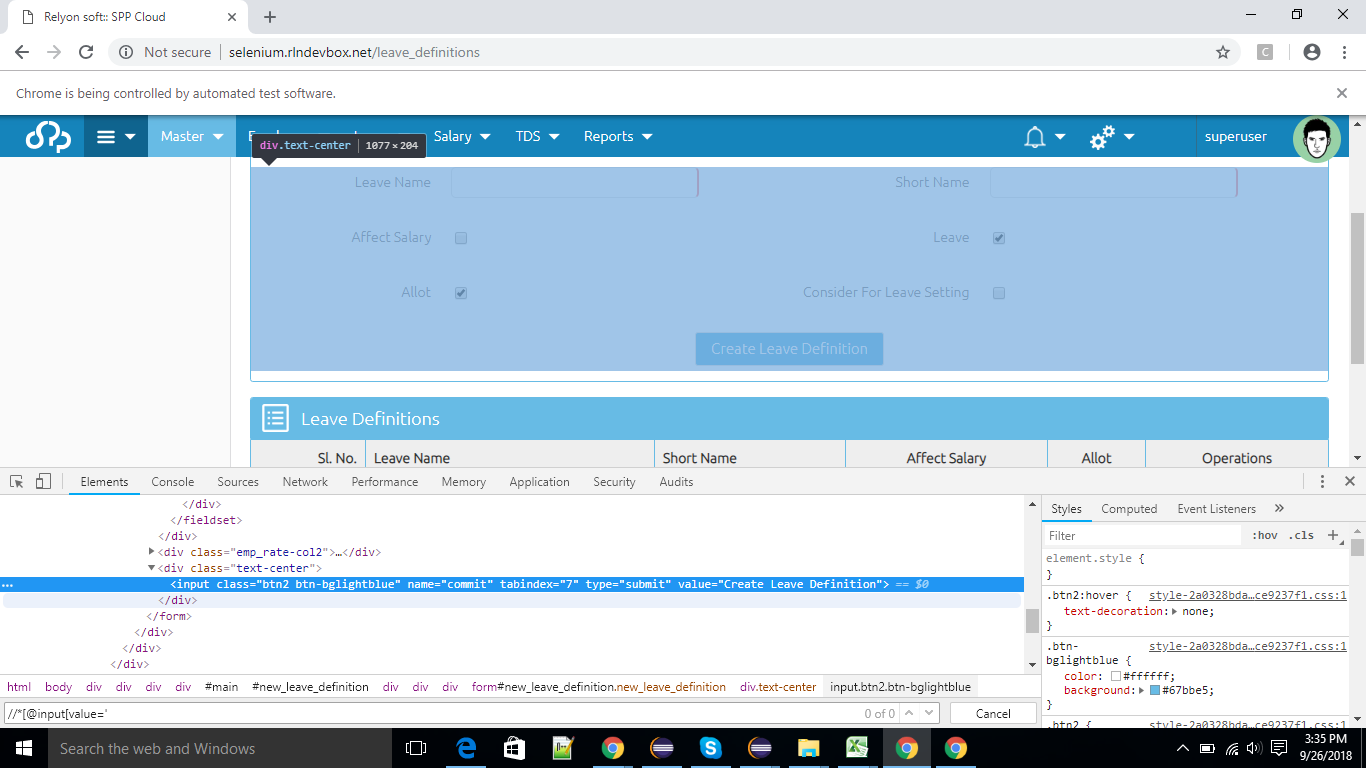 Relyon soft:: SPP Cloud
Not secure selenium.rlndevbox.net/leave_definitions
C
Chrome is being controlled by automated test software.
Master
Salary
TDS
Reports
superuser
div.text-center 1077 × 204
Leave Name
Short Name
Affect Salary
Leave
Allot
Consider For Leave Setting
Create Leave Definition
Leave Definitions
Sl. No. Leave Name Short Name Affect Salary Allot Operations
Elements Console Sources Network Performance Memory Application Security Audits
</div>
</fieldset>
</div>
<div class="emp_rate-col2">…</div>
<div class="text-center">
<input class="btn2 btn-bglightblue" name="commit" tabindex="7" type="submit" value="Create Leave Definition"> == $0
</div>
</form>
</div>
</div>
</div>
html body div div div div #main #new_leave_definition div div div form#new_leave_definition.new_leave_definition div.text-center input.btn2.btn-bglightblue
//*[@input[value='
0 of 0
Cancel
Styles Computed Event Listeners »
Filter :hov .cls +
element.style {
}
.btn2:hover { style-2a0328bda…ce9237f1.css:1
text-decoration: none;
}
.btn- style-2a0328bda…ce9237f1.css:1
bglightblue {
color: #ffffff;
background: #67bbe5;
}
.btn2 { style-2a0328bda…ce9237f1.css:1
Search the web and Windows
3:35 PM
9/26/2018